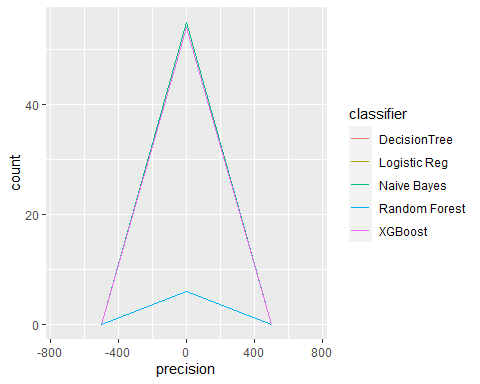 40
20
0
count
-800 -400 0 400 800
precision
classifier
DecisionTree
Logistic Reg
Naive Bayes
Random Forest
XGBoost